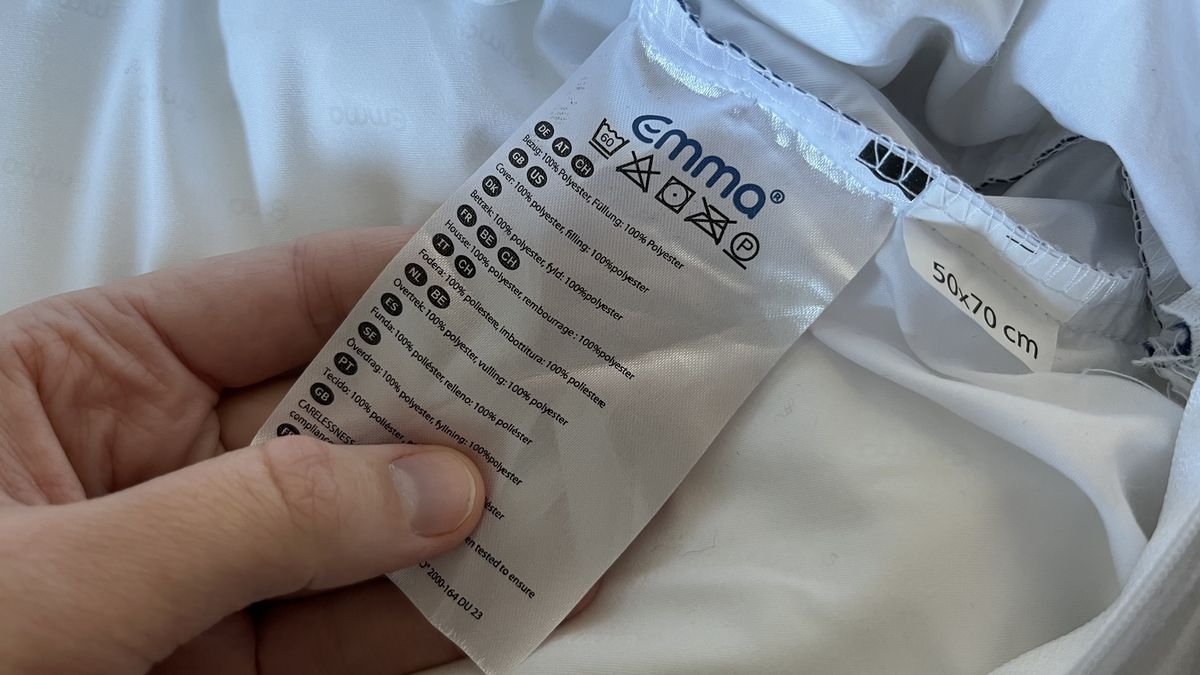 emma®
60
P
DE AT CH
Bezug: 100% Polyester, Füllung: 100% Polyester
GB US
Cover: 100% polyester, filling: 100%polyester
DK
Betræk: 100% polyester, fyld: 100%polyester
FR BE CH
Housse: 100% polyester, rembourrage : 100%polyester
IT CH
Fodera: 100% poliestere, imbottitura: 100% poliestere
NL BE
Overtrek: 100% polyester, vulling: 100% polyester
ES
Funda: 100% poliéster, relleno: 100% poliéster
SE
Överdrag: 100% polyester, fyllning: 100%polyester
PT
Tecido: 100% poliéster,
GB
CARELESSNESS
tested to ensure
2000-164 DU 23
50x70 cm